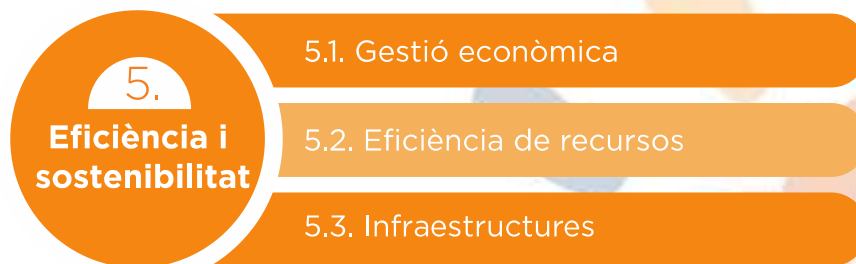 5.
Eficiència i
sostenibilitat
5.1. Gestió econòmica
5.2. Eficiència de recursos
5.3. Infraestructures